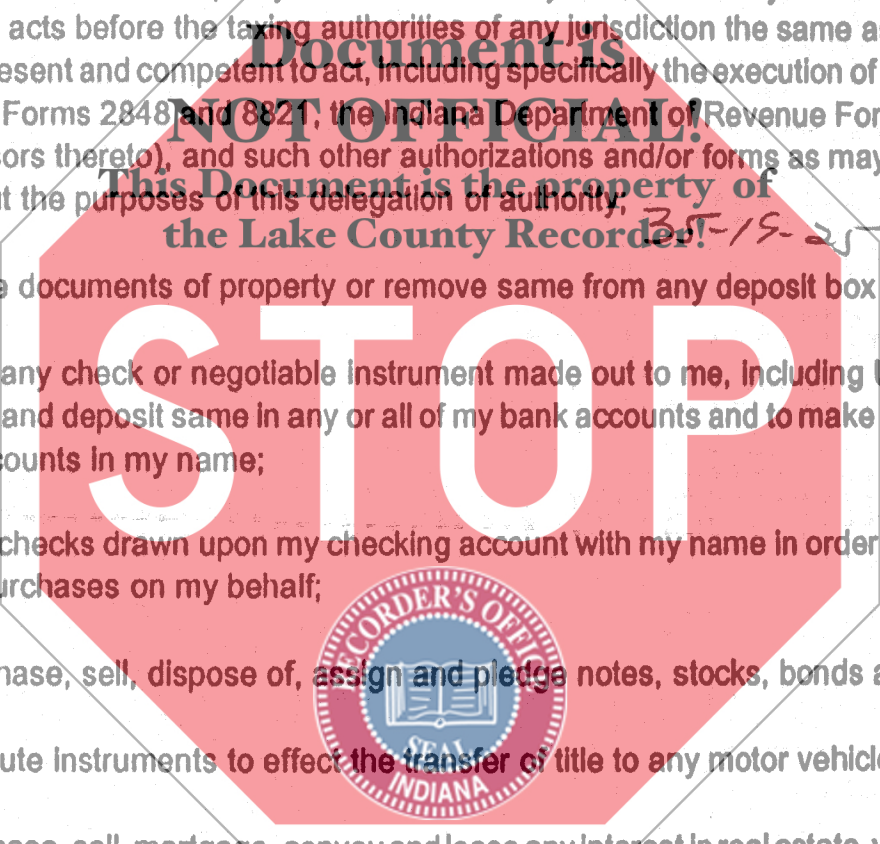 acts before the taxing authorities of any jurisdiction the same a
Document is
esent and competent to act, including specifically the execution of
Forms 2848 and 8821, the Indiana Department of Revenue For
NOT OFFICIAL!
sors thereto), and such other authorizations and/or forms as may
This Document is the property of
t the purposes of this delegation of authority;
the Lake County Recorder!
e documents of property or remove same from any deposit box
STOP
any check or negotiable instrument made out to me, including
and deposit same in any or all of my bank accounts and to make
counts in my name;
checks drawn upon my checking account with my name in order
urchases on my behalf;
RECORDER'S OFFICE
hase, sell, dispose of, assign and pledge notes, stocks, bonds a
SEAL
ute instruments to effect the transfer of title to any motor vehicle
INDIANA